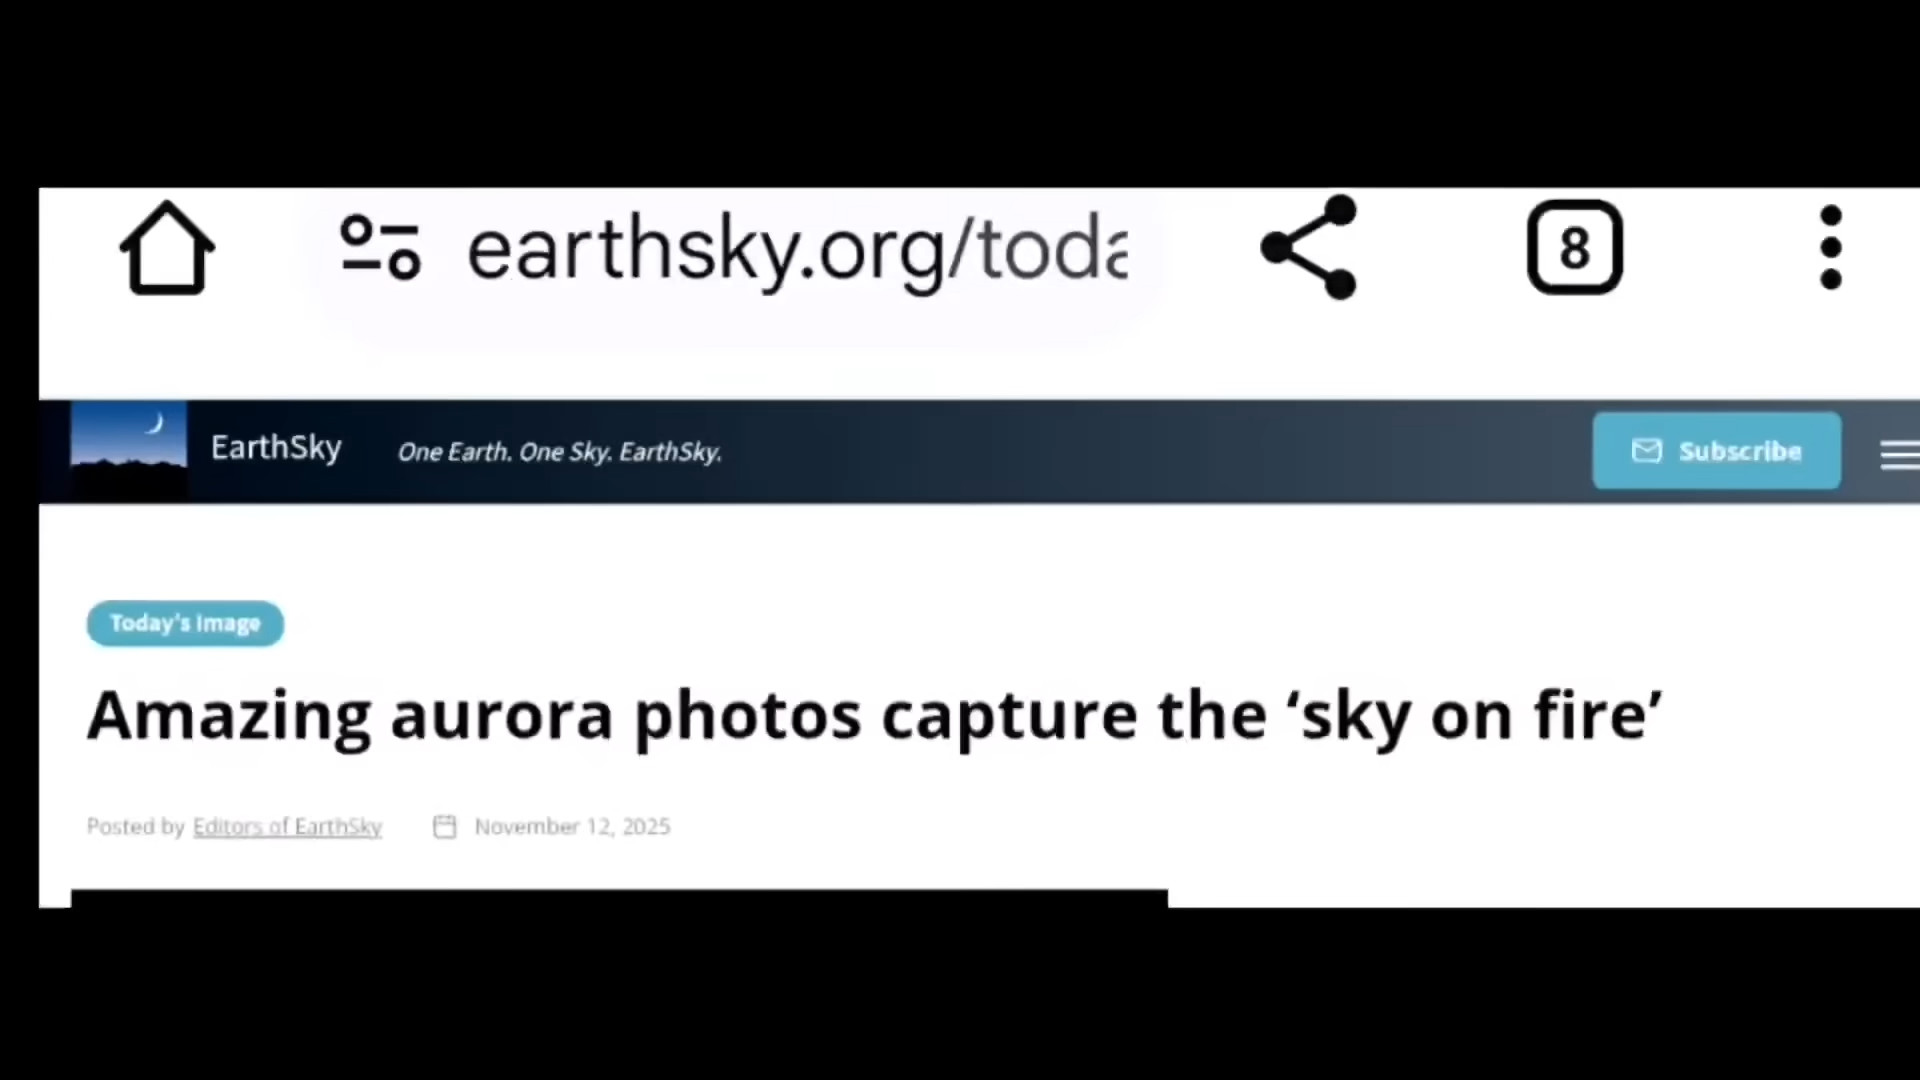 earthsky.org/toda
8
EarthSky
One Earth. One Sky. EarthSky.
Subscribe
Today's Image
Amazing aurora photos capture the ‘sky on fire’
Posted by Editors of EarthSky
November 12, 2025